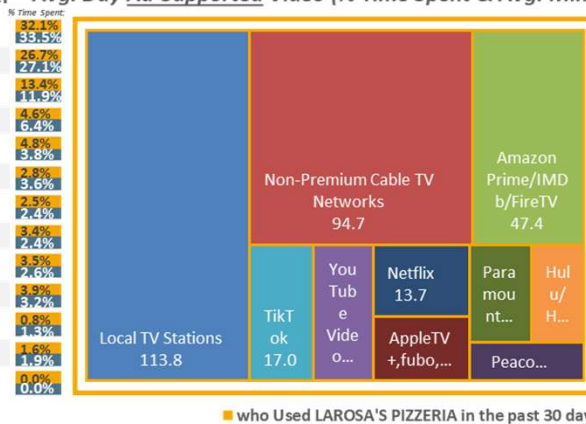 Avg. Day Ad-Supported Video (% Time Spent
% Time Spent:
32.1%
33.5%
26.7%
27.1%
13.4%
11.9%
4.6%
6.4%
4.8%
3.8%
2.8%
3.6%
2.5%
2.4%
3.4%
2.4%
3.5%
2.6%
3.9%
3.2%
0.8%
1.3%
1.6%
1.9%
0.0%
0.0%
Local TV Stations
113.8
Non-Premium Cable TV
Networks
94.7
Amazon
Prime/IMD
b/FireTV
47.4
TikT
ok
17.0
You
Tub
e
Vide
o...
Netflix
13.7
AppleTV
+,fubo,...
Para
mou
nt...
Hul
u/
H...
Peaco...
who Used LAROSA'S PIZZERIA in the past 30 day